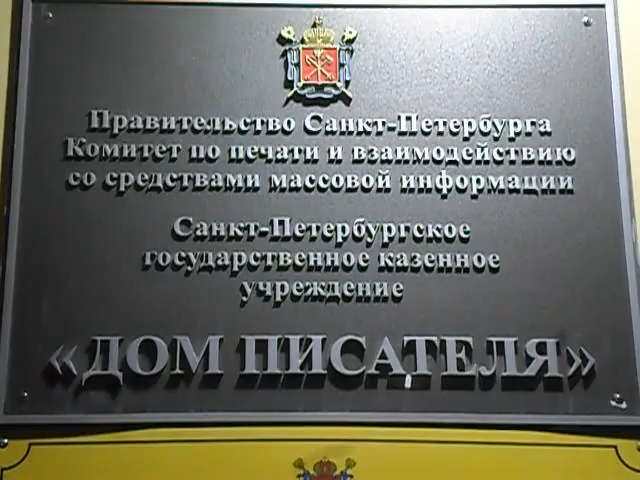 Правительство Санкт-Петербурга
Комитет по печати и взаимодействию
со средствами массовой информации
Санкт-Петербургское
государственное казенное
учреждение
«ДОМ ПИСАТЕЛЯ»